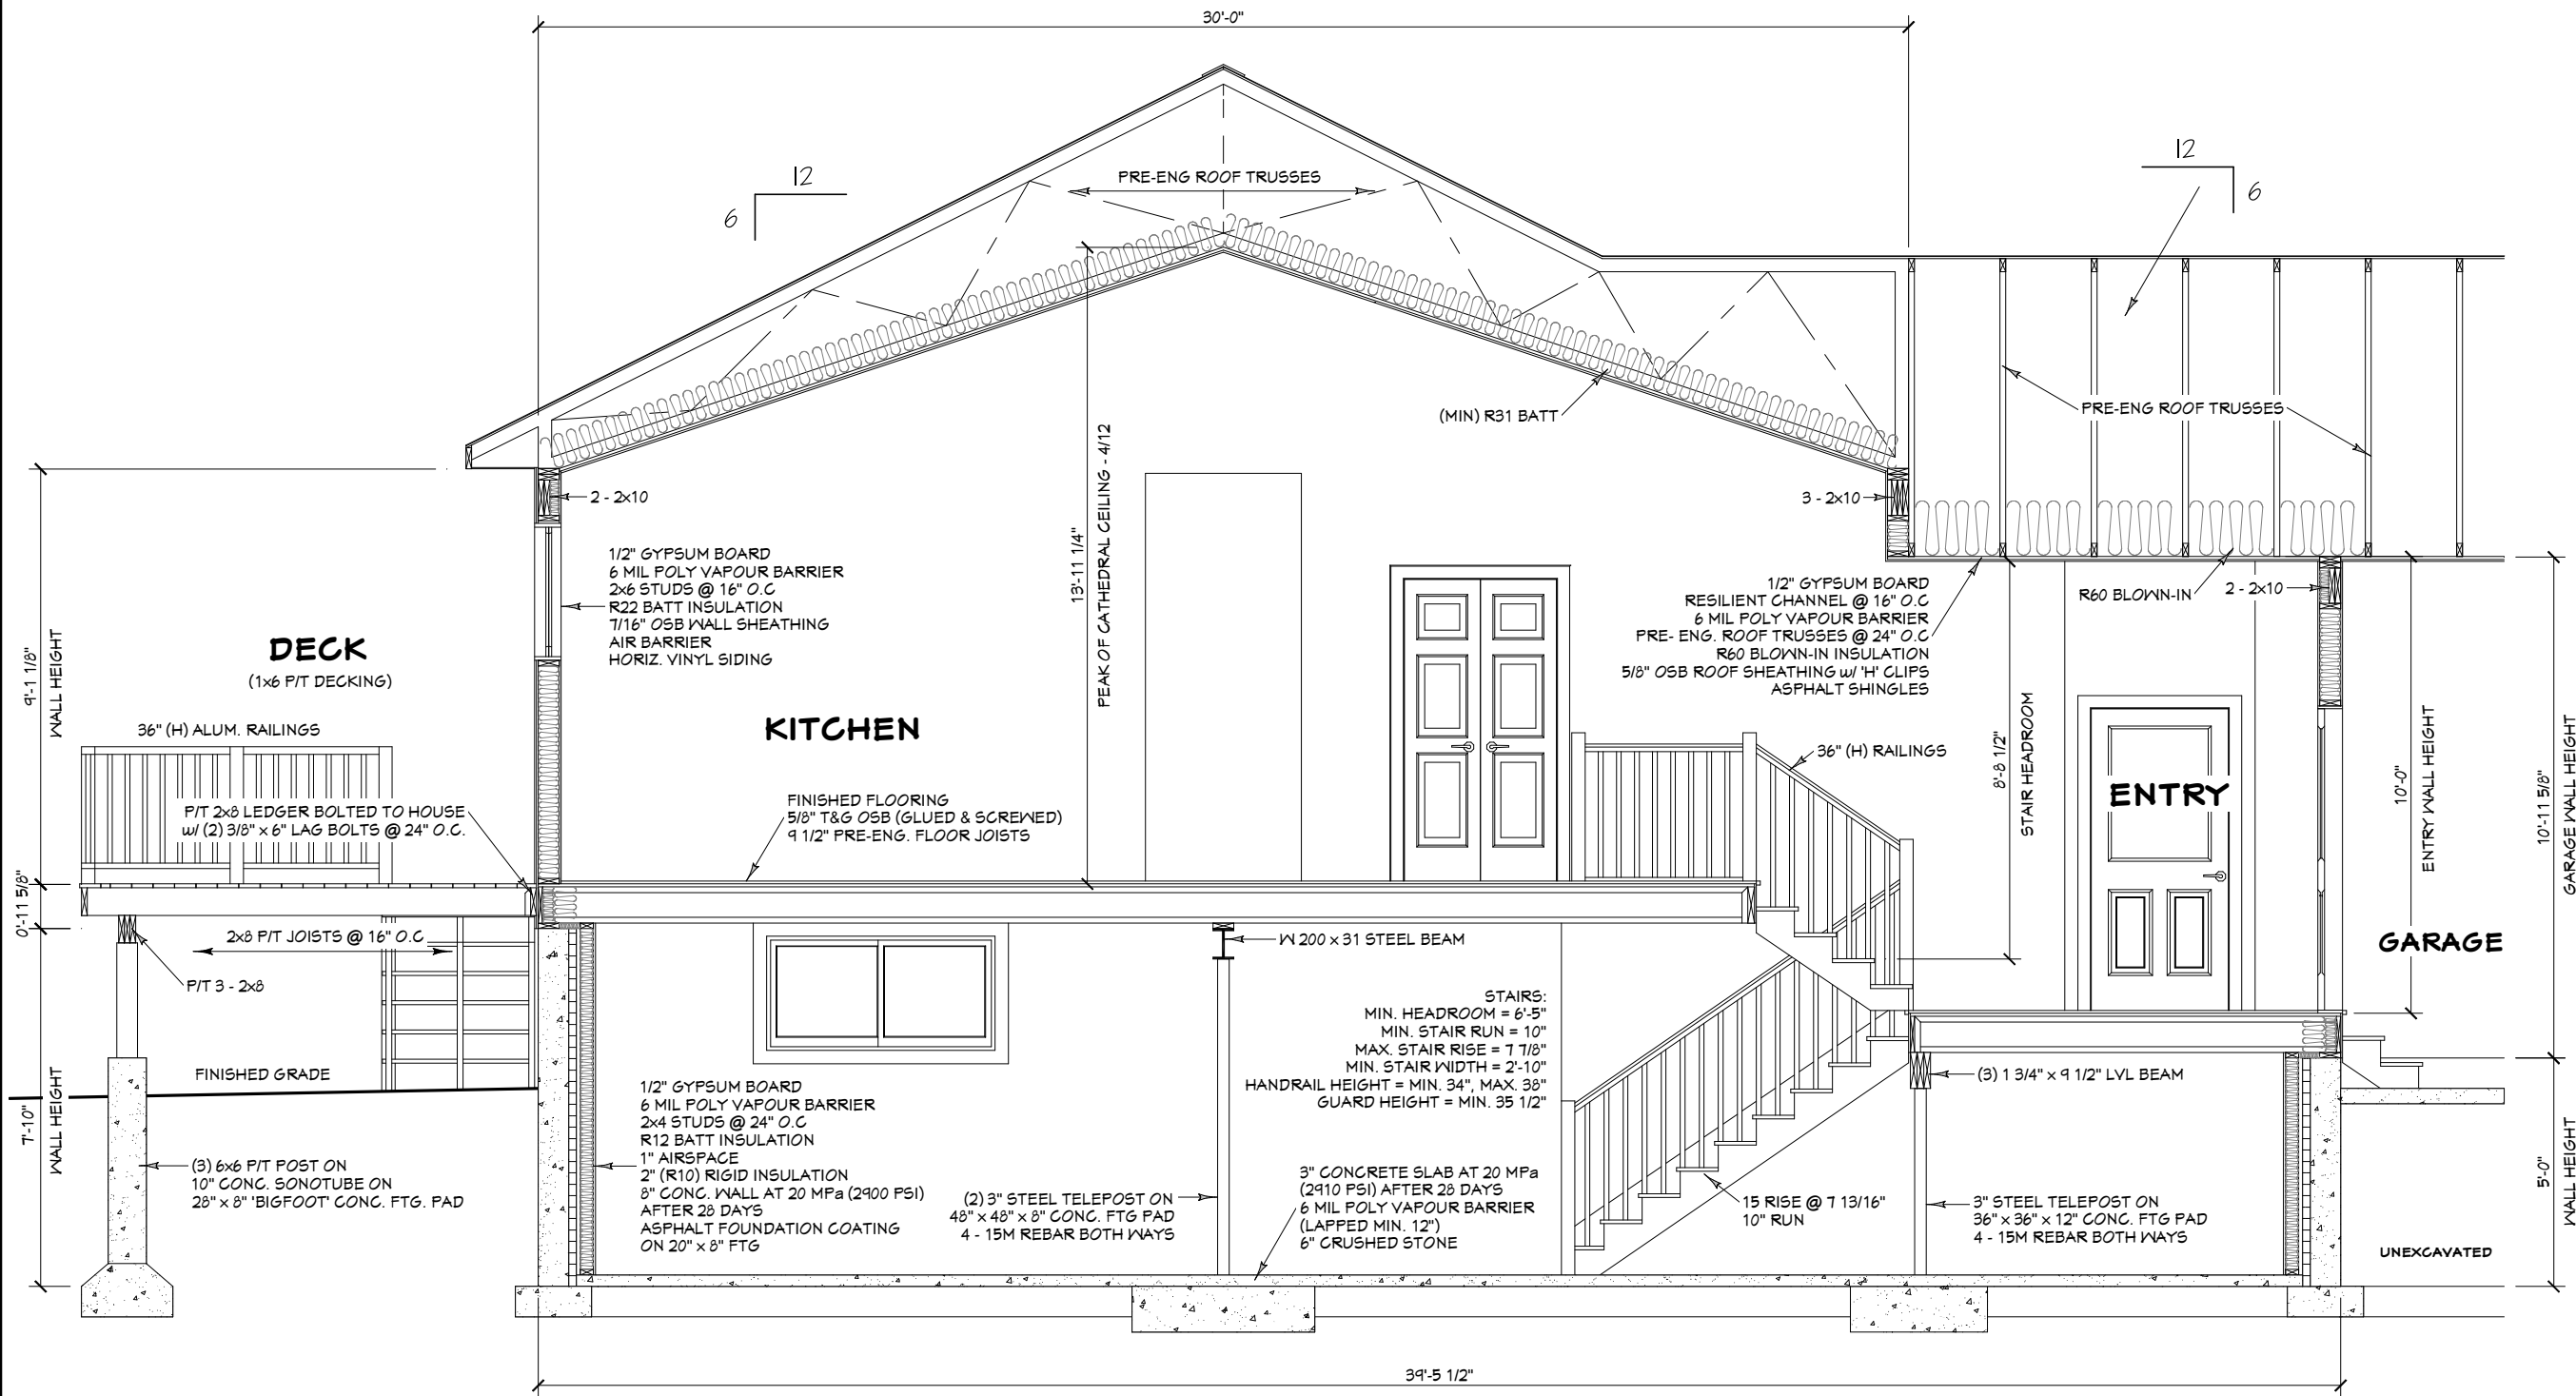 30'-0"
12
6
PRE-ENG ROOF TRUSSES
12
6
(MIN) R31 BATT
PRE-ENG ROOF TRUSSES
13'-11 1/4"
PEAK OF CATHEDRAL CEILING - 4/12
2 - 2x10
3 - 2x10
1/2" GYPSUM BOARD
6 MIL POLY VAPOUR BARRIER
2x6 STUDS @ 16" O.C
R22 BATT INSULATION
7/16" OSB WALL SHEATHING
AIR BARRIER
HORIZ. VINYL SIDING
1/2" GYPSUM BOARD
RESILIENT CHANNEL @ 16" O.C
6 MIL POLY VAPOUR BARRIER
PRE- ENG. ROOF TRUSSES @ 24" O.C
R60 BLOWN-IN INSULATION
5/8" OSB ROOF SHEATHING w/ 'H' CLIPS
ASPHALT SHINGLES
R60 BLOWN-IN
2 - 2x10
9'-1 1/8"
WALL HEIGHT
DECK
(1x6 P/T DECKING)
36" (H) ALUM. RAILINGS
P/T 2x8 LEDGER BOLTED TO HOUSE
w/ (2) 3/8" x 6" LAG BOLTS @ 24" O.C.
KITCHEN
FINISHED FLOORING
5/8" T&G OSB (GLUED & SCREWED)
9 1/2" PRE-ENG. FLOOR JOISTS
36" (H) RAILINGS
8'-8 1/2"
STAIR HEADROOM
ENTRY
10'-0"
ENTRY WALL HEIGHT
10'-11 5/8"
GARAGE WALL HEIGHT
GARAGE
0'-11 5/8"
2x8 P/T JOISTS @ 16" O.C
P/T 3 - 2x8
W 200 x 31 STEEL BEAM
STAIRS:
MIN. HEADROOM = 6'-5"
MIN. STAIR RUN = 10"
MAX. STAIR RISE = 7 7/8"
MIN. STAIR WIDTH = 2'-10"
HANDRAIL HEIGHT = MIN. 34", MAX. 38"
GUARD HEIGHT = MIN. 35 1/2"
FINISHED GRADE
(3) 1 3/4" x 9 1/2" LVL BEAM
7'-10"
WALL HEIGHT
(3) 6x6 P/T POST ON
10" CONC. SONOTUBE ON
28" x 8" 'BIGFOOT' CONC. FTG. PAD
1/2" GYPSUM BOARD
6 MIL POLY VAPOUR BARRIER
2x4 STUDS @ 24" O.C
R12 BATT INSULATION
1" AIRSPACE
2" (R10) RIGID INSULATION
8" CONC. WALL AT 20 MPa (2900 PSI)
AFTER 28 DAYS
ASPHALT FOUNDATION COATING
ON 20" x 8" FTG
(2) 3" STEEL TELEPOST ON
48" x 48" x 8" CONC. FTG PAD
4 - 15M REBAR BOTH WAYS
3" CONCRETE SLAB AT 20 MPa
(2910 PSI) AFTER 28 DAYS
6 MIL POLY VAPOUR BARRIER
(LAPPED MIN. 12")
6" CRUSHED STONE
15 RISE @ 7 13/16"
10" RUN
3" STEEL TELEPOST ON
36" x 36" x 12" CONC. FTG PAD
4 - 15M REBAR BOTH WAYS
5'-0"
WALL HEIGHT
UNEXCAVATED
39'-5 1/2"